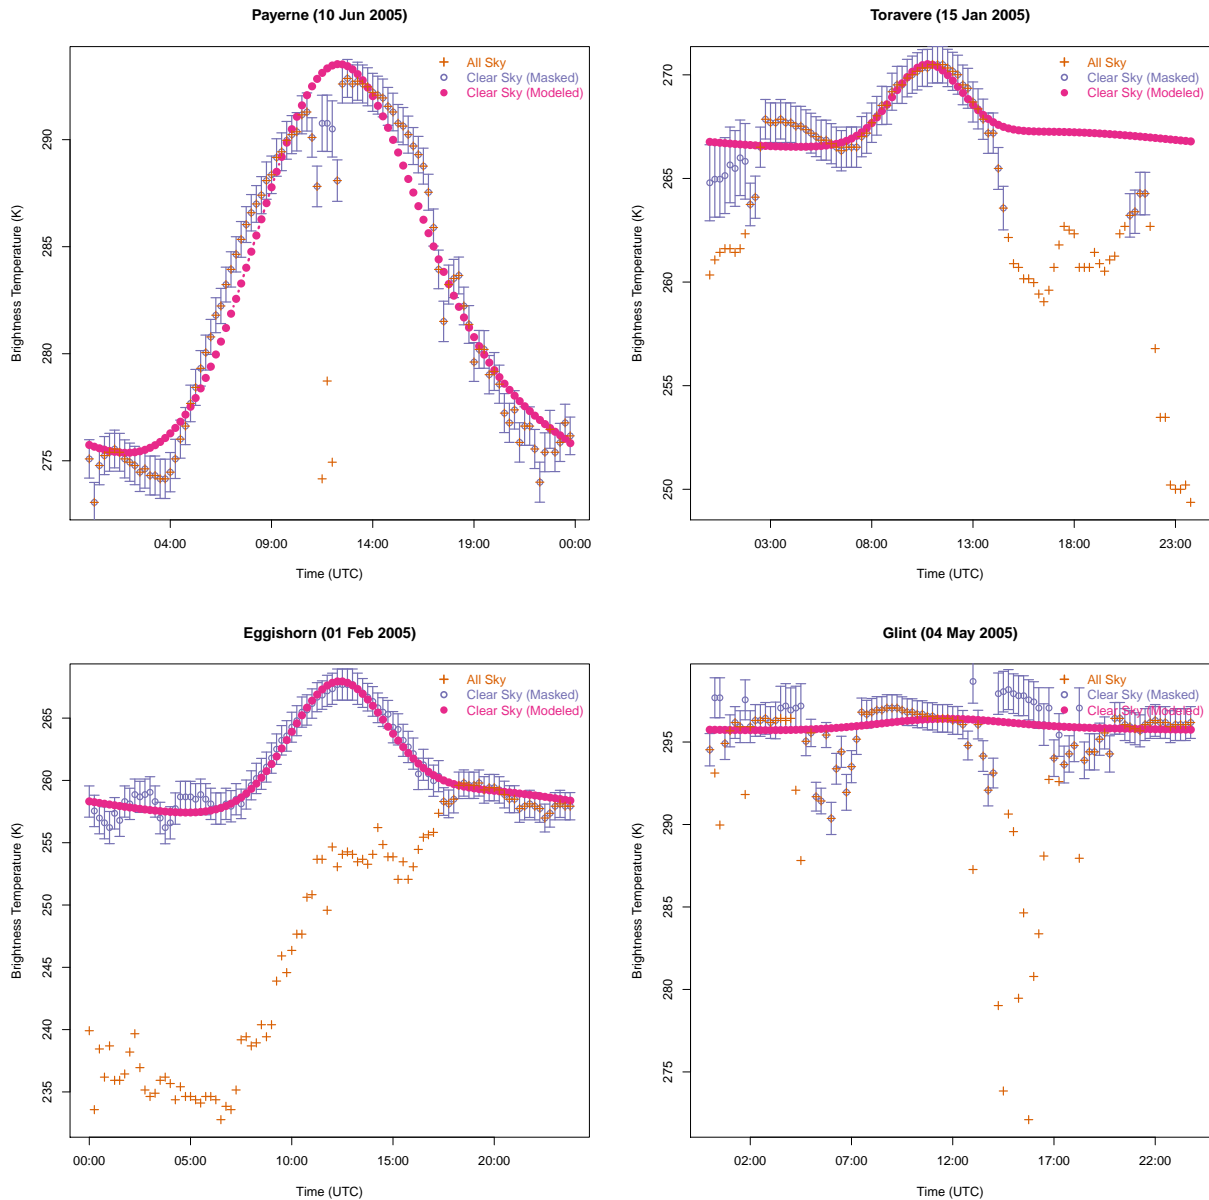 Payerne (10 Jun 2005)
All Sky
Clear Sky (Masked)
Clear Sky (Modeled)
Brightness Temperature (K)
290
285
280
275
04:00 09:00 14:00 19:00 00:00
Time (UTC)
Toravere (15 Jan 2005)
All Sky
Clear Sky (Masked)
Clear Sky (Modeled)
Brightness Temperature (K)
270
265
260
255
250
03:00 08:00 13:00 18:00 23:00
Time (UTC)
Eggishorn (01 Feb 2005)
All Sky
Clear Sky (Masked)
Clear Sky (Modeled)
Brightness Temperature (K)
265
260
255
250
245
240
235
00:00 05:00 10:00 15:00 20:00
Time (UTC)
Glint (04 May 2005)
All Sky
Clear Sky (Masked)
Clear Sky (Modeled)
Brightness Temperature (K)
295
290
285
280
275
02:00 07:00 12:00 17:00 22:00
Time (UTC)